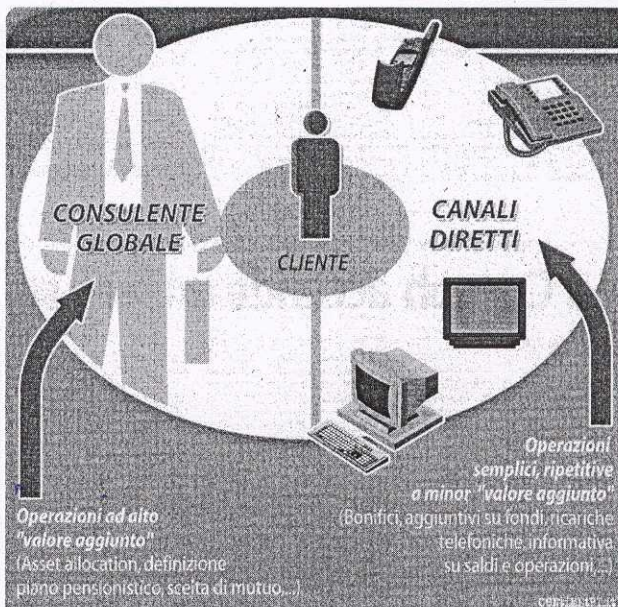 CONSULENTE
GLOBALE
CLIENTE
CANALI
DIRETTI
Operazioni ad alto
"valore aggiunto"
(Asset allocation, definizione
piano pensionistico, scelta di mutuo,...)
Operazioni
semplici, ripetitive
a minor "valore aggiunto"
(Bonifici, aggiuntivi su fondi, ricariche
telefoniche, informativa
su saldi e operazioni,...)